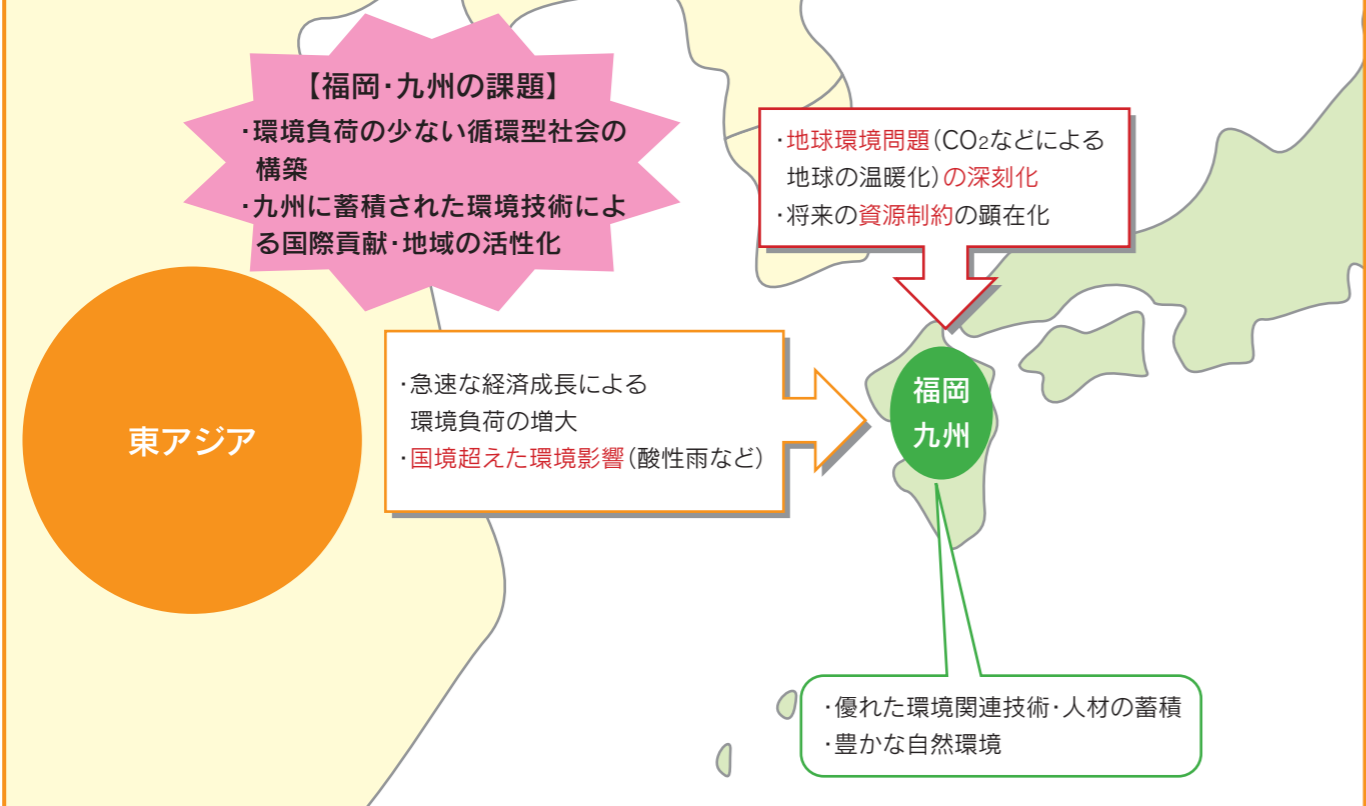 【福岡・九州の課題】
・環境負荷の少ない循環型社会の
構築
・九州に蓄積された環境技術によ
る国際貢献・地域の活性化
・地球環境問題（CO₂などによる
地球の温暖化）の深刻化
・将来の資源制約の顕在化
東アジア
・急速な経済成長による
環境負荷の増大
・国境超えた環境影響（酸性雨など）
福岡
九州
・優れた環境関連技術・人材の蓄積
・豊かな自然環境